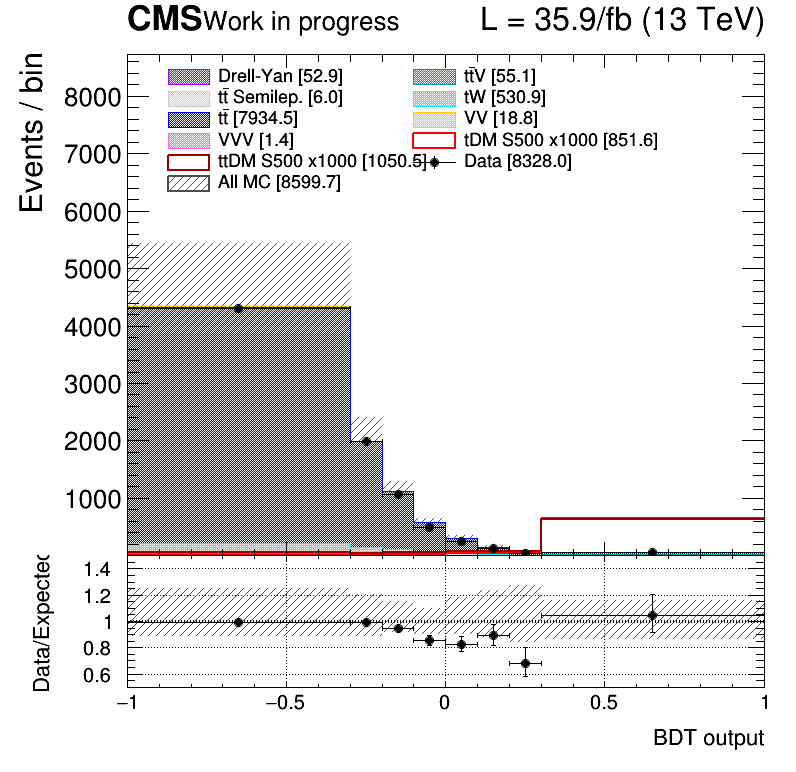 CMS Work in progress L = 35.9/fb (13 TeV)
Events / bin
Drell-Yan [52.9] tt̄V [55.1]
tt̄ Semilep. [6.0] tW [530.9]
tt̄ [7934.5] VV [18.8]
VVV [1.4] tDM S500 x1000 [851.6]
ttDM S500 x1000 [1050.5] Data [8328.0]
All MC [8599.7]
8000
7000
6000
5000
4000
3000
2000
1000
Data/Expected
1.4
1.2
1
0.8
0.6
−1 −0.5 0 0.5 1
BDT output